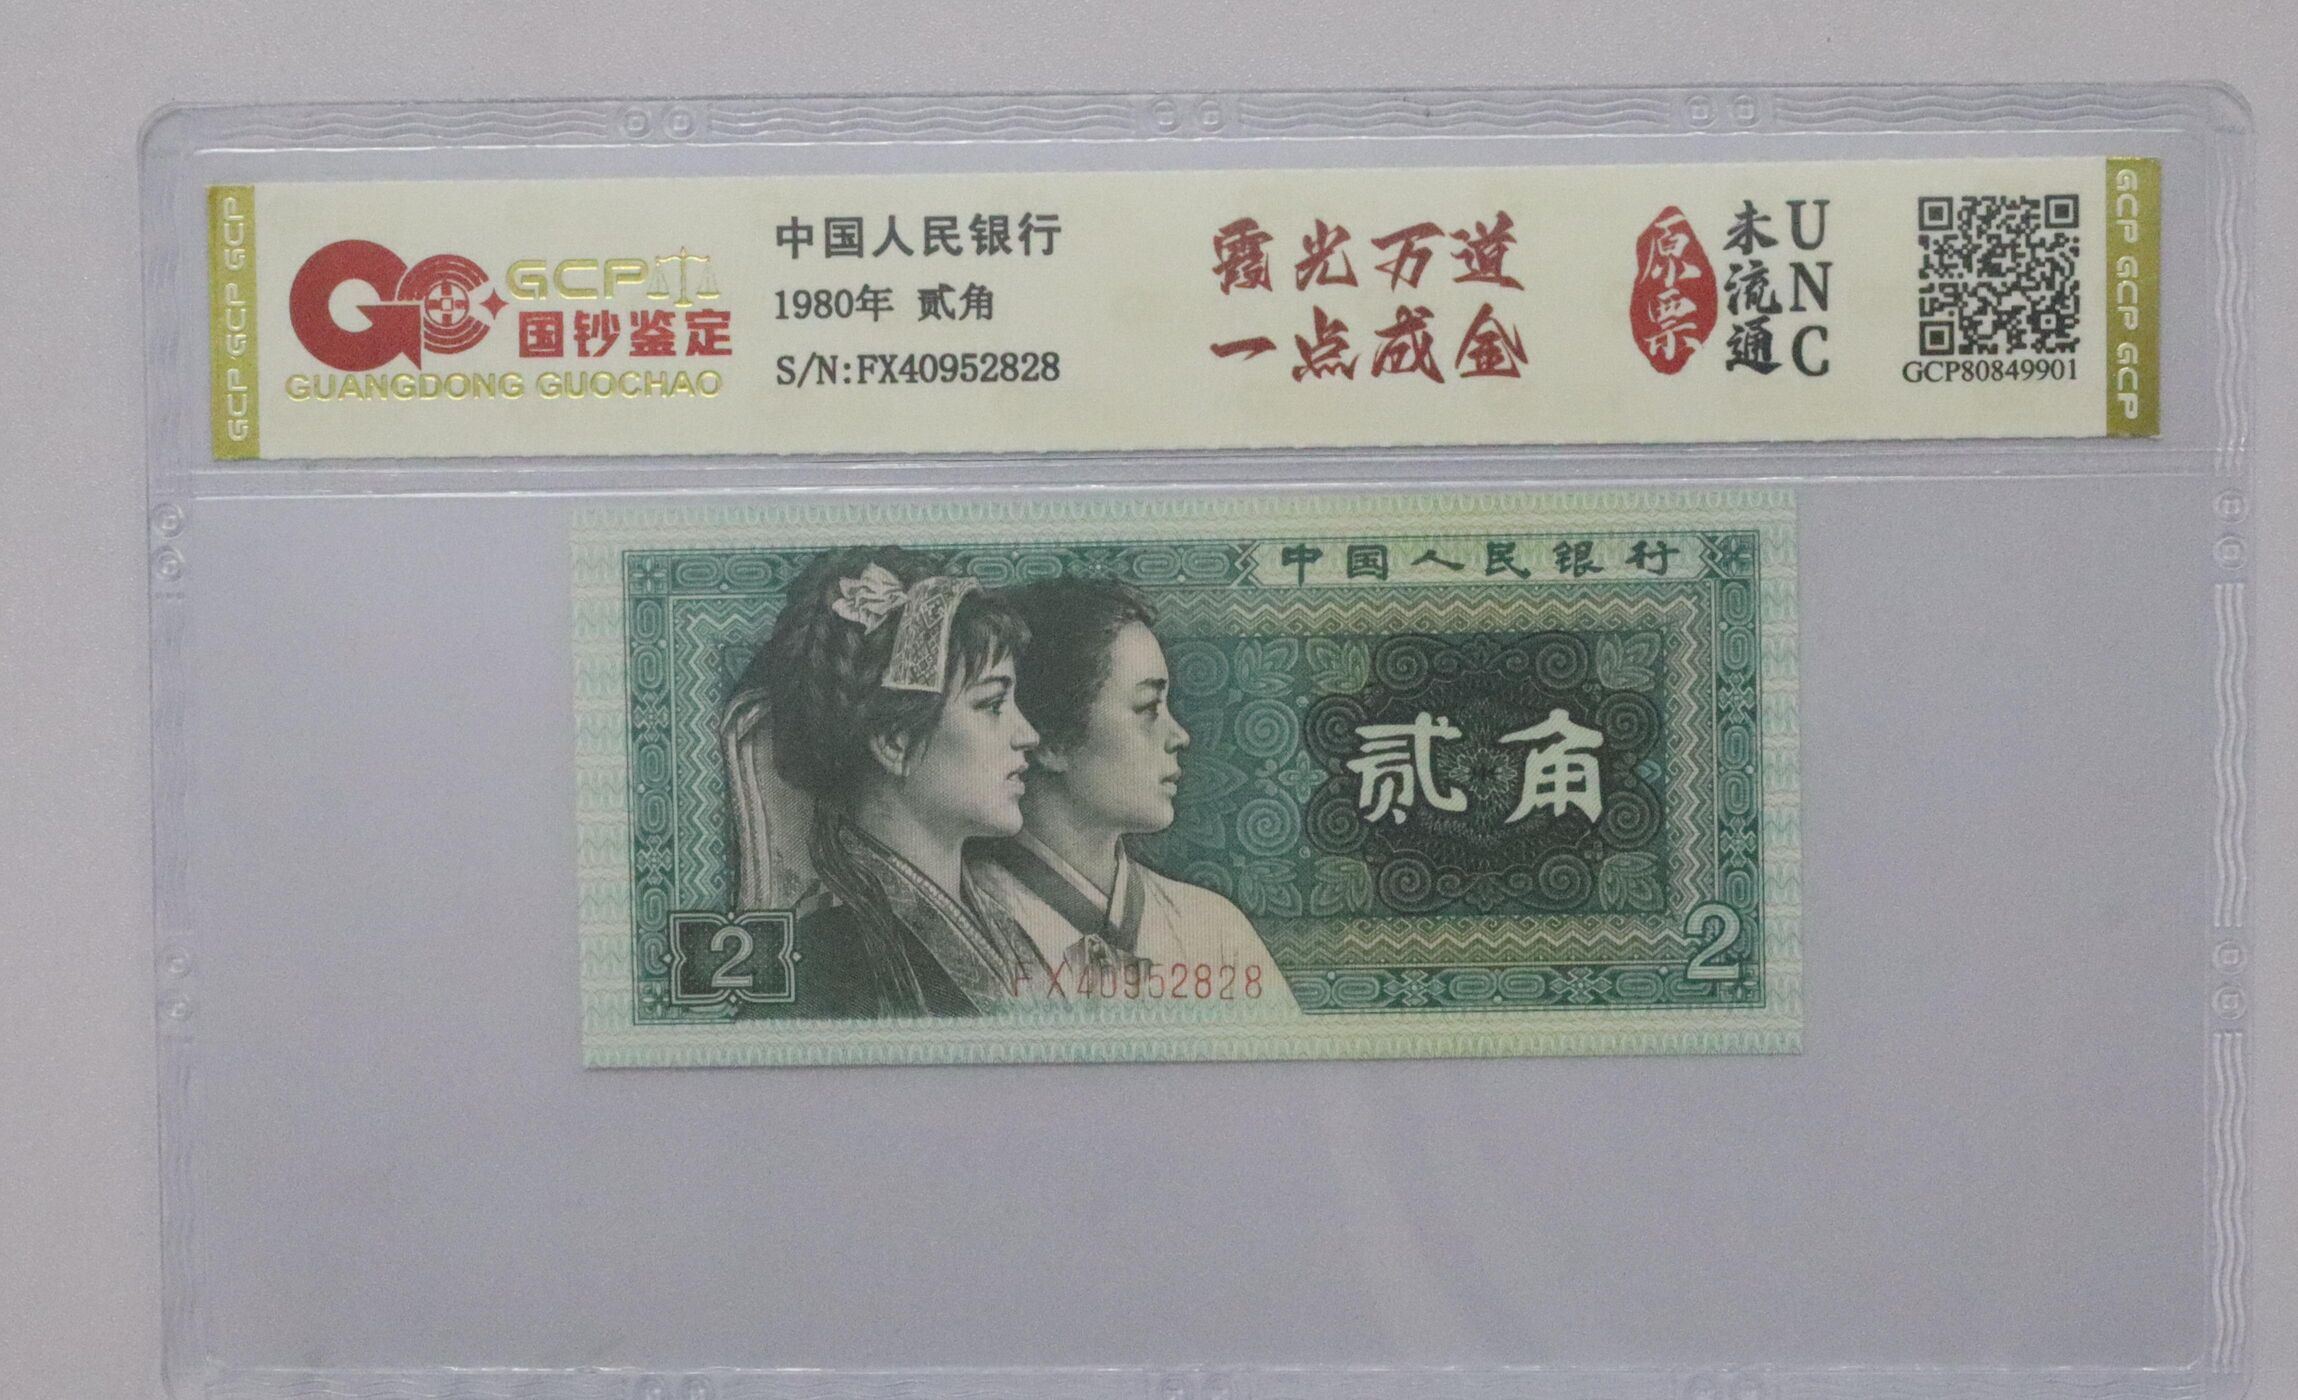 GCP GCP GCP
GCP
国钞鉴定
GUANGDONG GUOCHAO
中国人民银行
1980年 贰角
S/N:FX40952828
霞光万道
一点成金
原票
未流通
UNC
GCP80849901
GCP GCP GCP
中国人民银行
贰角
2
2
FX40952828